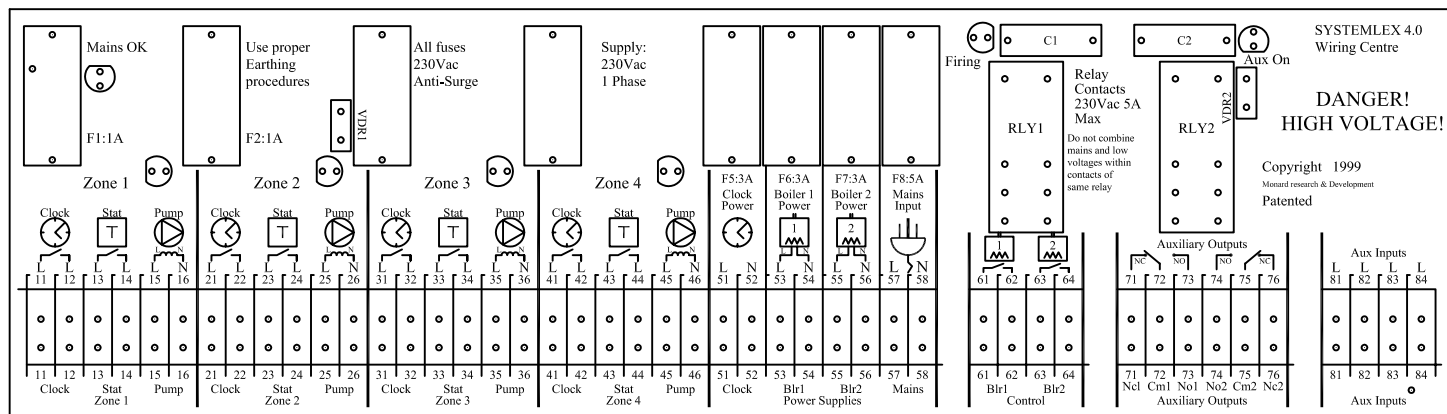 Mains OK
F1:1A
Use proper
Earthing
procedures
F2:1A
VDR1
All fuses
230Vac
Anti-Surge
Supply:
230Vac
1 Phase
Firing
C1
C2
Aux On
SYSTEMLEX 4.0
Wiring Centre
RLY1
Relay
Contacts
230Vac 5A
Max
Do not combine
mains and low
voltages within
contacts of
same relay
RLY2
VDR2
DANGER!
HIGH VOLTAGE!
Copyright 1999
Monard research & Development
Patented
Zone 1
Zone 2
Zone 3
Zone 4
F5:3A
Clock
Power
F6:3A
Boiler 1
Power
F7:3A
Boiler 2
Power
F8:5A
Mains
Input
Clock Stat Pump
Clock Stat Pump
Clock Stat Pump
Clock Stat Pump
T
T
T
T
1
2
1
2
L N
L N
L N
L N
L N
L N
L L L L L N
L L L L L N
L L L L L N
L L L L L N
L N L N L N L N
Auxiliary Outputs
NC NO NO NC
Aux Inputs
L L L L
11 12 13 14 15 16
21 22 23 24 25 26
31 32 33 34 35 36
41 42 43 44 45 46
51 52 53 54 55 56 57 58
61 62 63 64
71 72 73 74 75 76
81 82 83 84
11 12 13 14 15 16
21 22 23 24 25 26
31 32 33 34 35 36
41 42 43 44 45 46
51 52 53 54 55 56 57 58
61 62 63 64
71 72 73 74 75 76
81 82 83 84
Clock Stat Pump
Zone 1
Clock Stat Pump
Zone 2
Clock Stat Pump
Zone 3
Clock Stat Pump
Zone 4
Clock Blr1 Blr2 Mains
Power Supplies
Blr1 Blr2
Control
Nc1 Cm1 No1 No2 Cm2 Nc2
Auxiliary Outputs
Aux Inputs